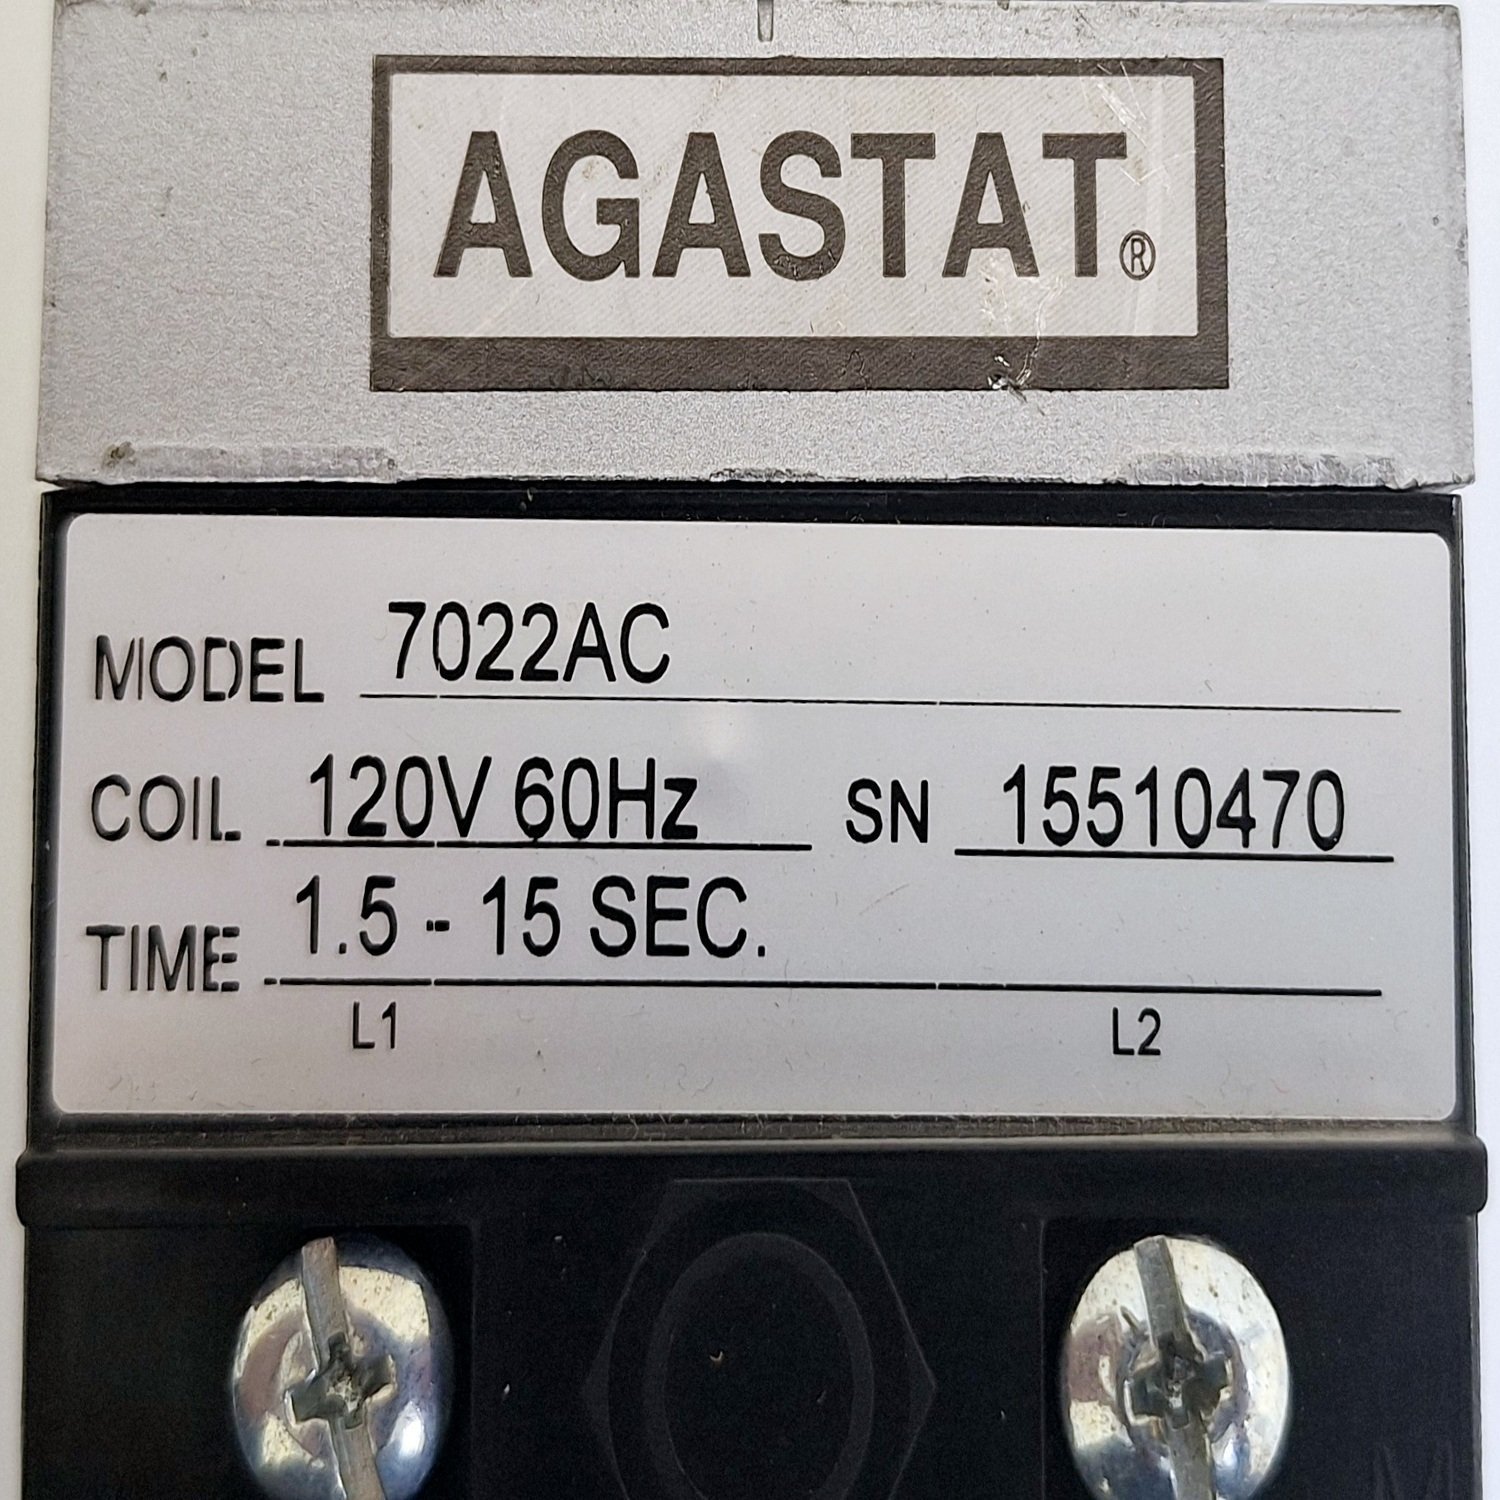 AGASTAT®
MODEL 7022AC
COIL 120V 60Hz SN 15510470
TIME 1.5 - 15 SEC.
L1 L2